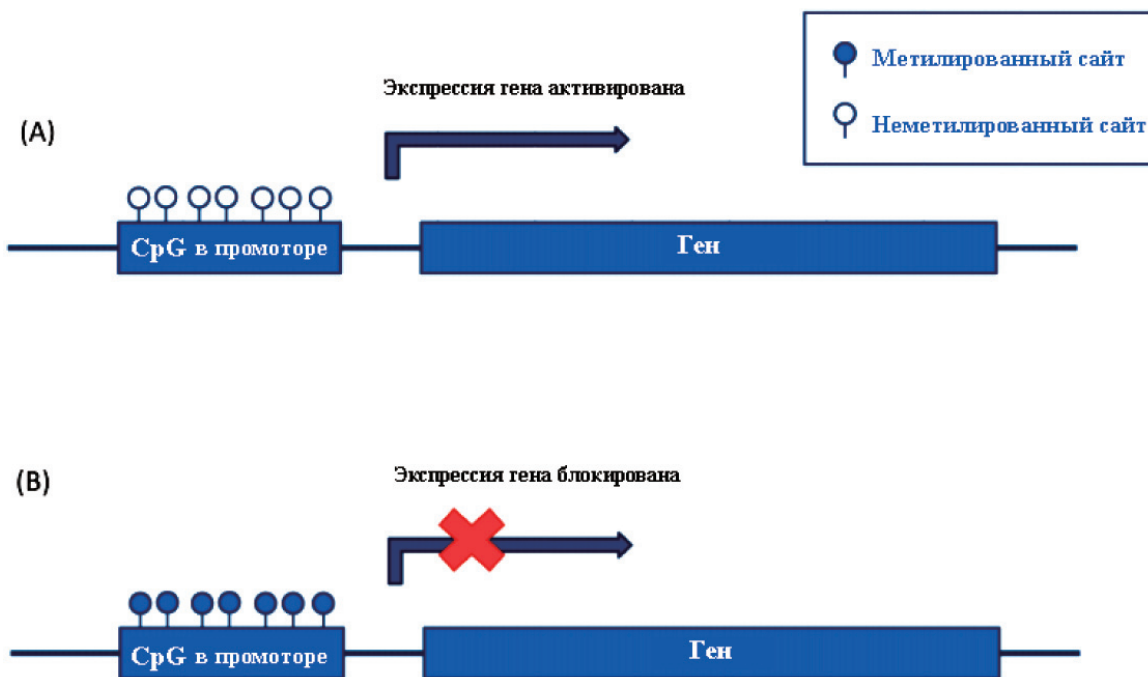 Метилированный сайт
Неметилированный сайт
Экспрессия гена активирована
(A)
CpG в промоторе
Ген
Экспрессия гена блокирована
(B)
CpG в промоторе
Ген